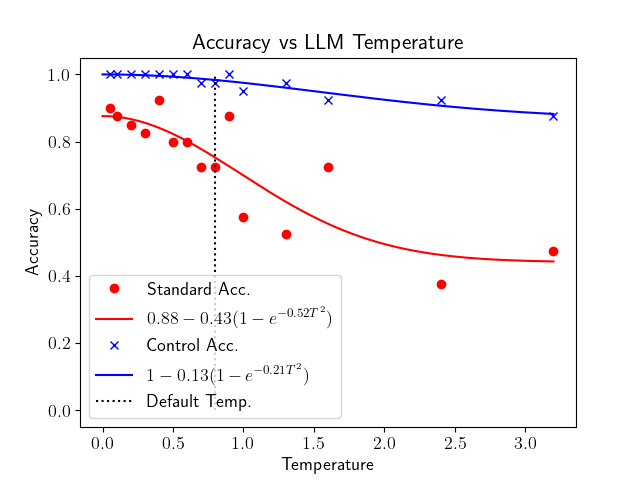 Accuracy vs LLM Temperature
1.0
0.8
0.6
0.4
0.2
0.0
Accuracy
Standard Acc.
0.88 − 0.43(1 − e^{−0.52T^2})
Control Acc.
1 − 0.13(1 − e^{−0.21T^2})
Default Temp.
0.0 0.5 1.0 1.5 2.0 2.5 3.0
Temperature